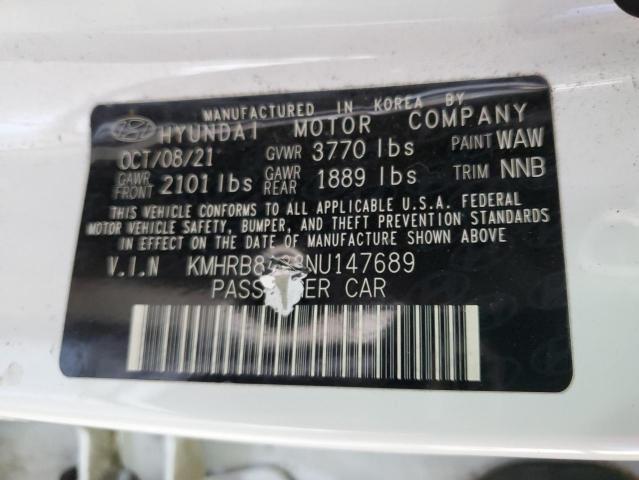 MANUFACTURED IN KOREA BY
HYUNDAI MOTOR COMPANY
OCT/08/21 GVWR 3770 lbs PAINT WAW
GAWR FRONT 2101 lbs GAWR REAR 1889 lbs TRIM NNB
THIS VEHICLE CONFORMS TO ALL APPLICABLE U.S.A. FEDERAL
MOTOR VEHICLE SAFETY, BUMPER, AND THEFT PREVENTION STANDARDS
IN EFFECT ON THE DATE OF MANUFACTURE SHOWN ABOVE.
V.I.N
CAR